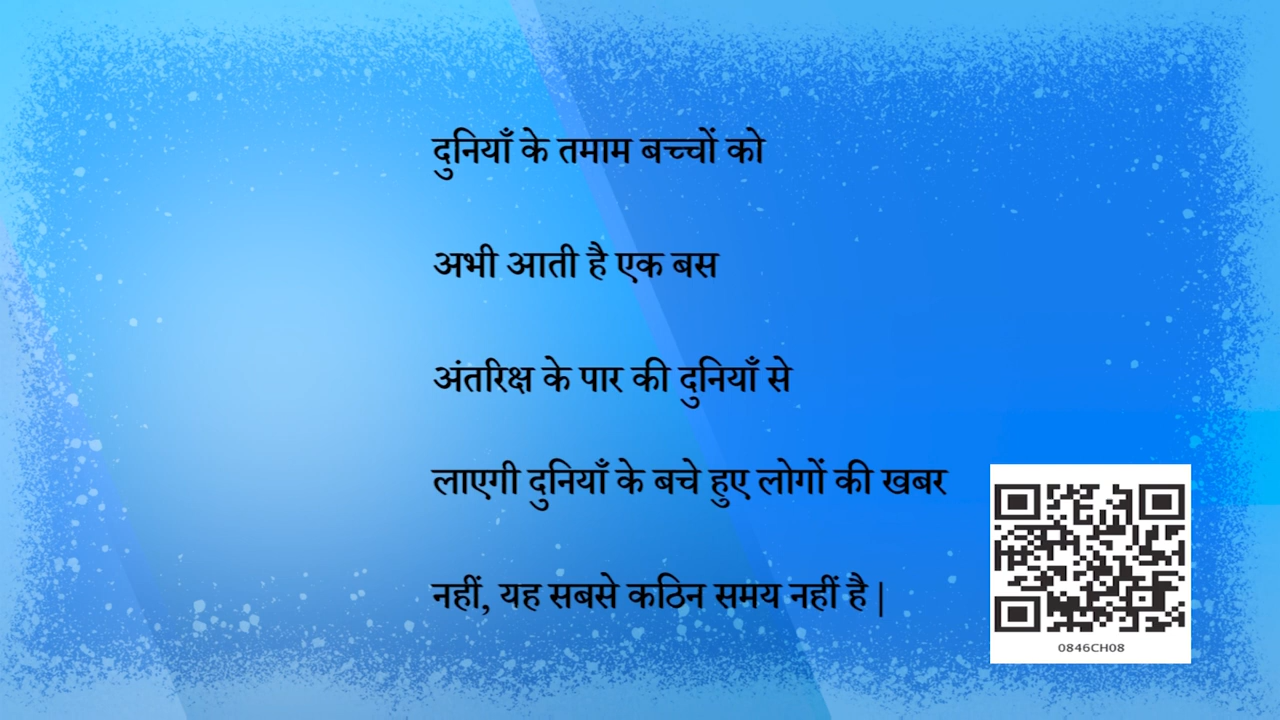 दुनियाँ के तमाम बच्चों को
अभी आती है एक बस
अंतरिक्ष के पार की दुनियाँ से
लाएगी दुनियाँ के बचे हुए लोगों की खबर
नहीं, यह सबसे कठिन समय नहीं है |
0846CH08